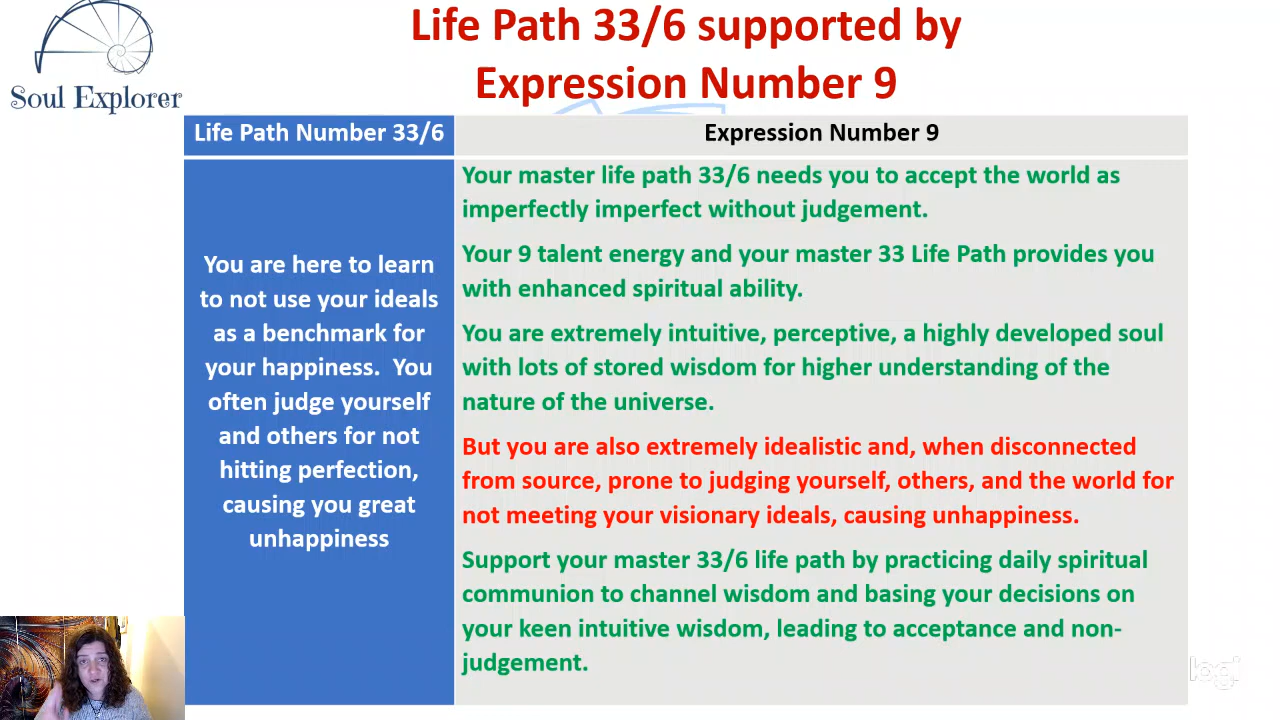 Life Path 33/6 supported by
Expression Number 9
Soul Explorer
Life Path Number 33/6
Expression Number 9
You are here to learn
to not use your ideals
as a benchmark for
your happiness. You
often judge yourself
and others for not
hitting perfection,
causing you great
unhappiness
Your master life path 33/6 needs you to accept the world as
imperfectly imperfect without judgement.
Your 9 talent energy and your master 33 Life Path provides you
with enhanced spiritual ability.
You are extremely intuitive, perceptive, a highly developed soul
with lots of stored wisdom for higher understanding of the
nature of the universe.
But you are also extremely idealistic and, when disconnected
from source, prone to judging yourself, others, and the world for
not meeting your visionary ideals, causing unhappiness.
Support your master 33/6 life path by practicing daily spiritual
communion to channel wisdom and basing your decisions on
your keen intuitive wisdom, leading to acceptance and non-
judgement.
logi